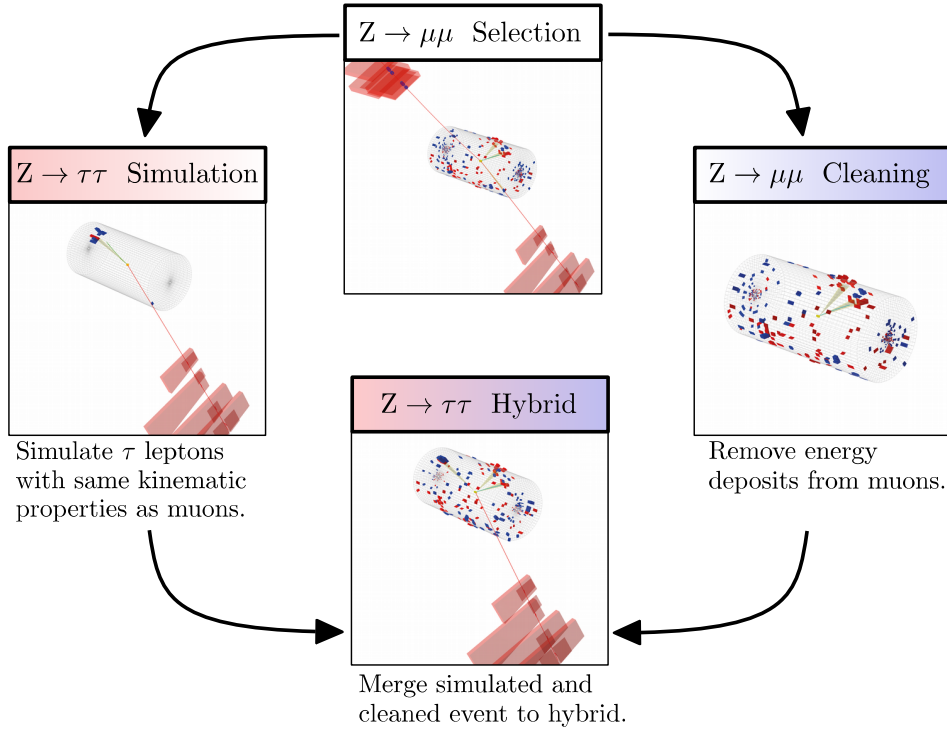 Z → μμ Selection
Z → ττ Simulation
Z → μμ Cleaning
Simulate τ leptons
with same kinematic
properties as muons.
Remove energy
deposits from muons.
Z → ττ Hybrid
Merge simulated and
cleaned event to hybrid.